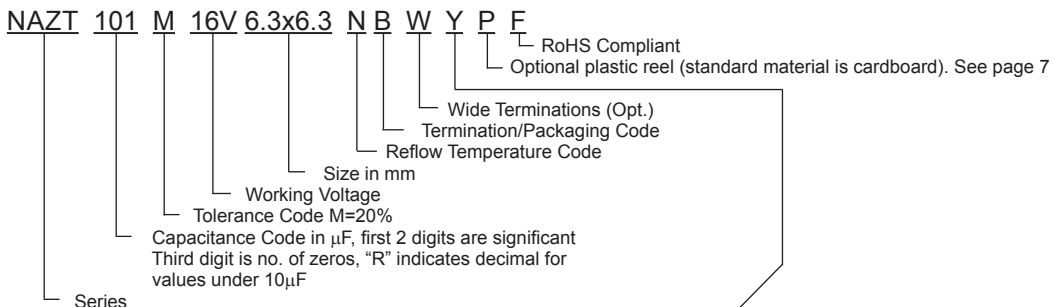 NAZT 101 M 16V 6.3x6.3 N B W Y P F
RoHS Compliant
Optional plastic reel (standard material is cardboard). See page 7
Wide Terminations (Opt.)
Termination/Packaging Code
Reflow Temperature Code
Size in mm
Working Voltage
Tolerance Code M=20%
Capacitance Code in μF, first 2 digits are significant
Third digit is no. of zeros, “R” indicates decimal for
values under 10μF
Series